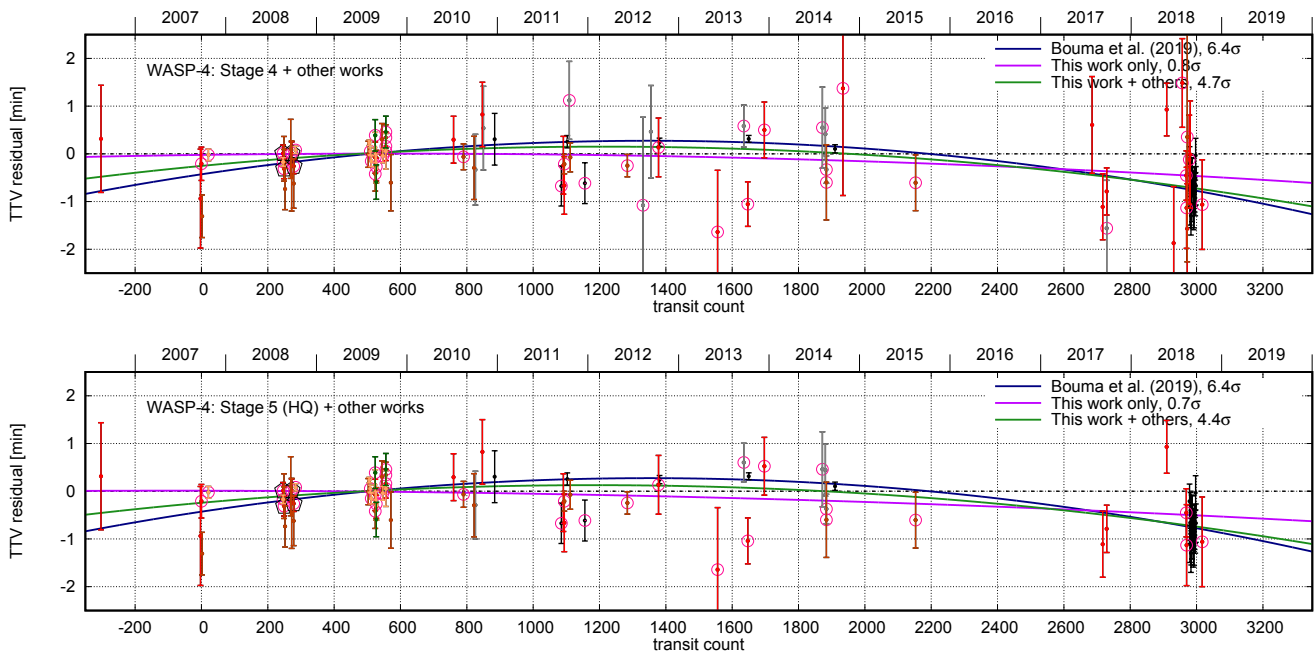 2007 2008 2009 2010 2011 2012 2013 2014 2015 2016 2017 2018 2019
WASP-4: Stage 4 + other works
Bouma et al. (2019), 6.4σ
This work only, 0.8σ
This work + others, 4.7σ
TTV residual [min]
2
1
0
-1
-2
-200 0 200 400 600 800 1000 1200 1400 1600 1800 2000 2200 2400 2600 2800 3000 3200
transit count
2007 2008 2009 2010 2011 2012 2013 2014 2015 2016 2017 2018 2019
WASP-4: Stage 5 (HQ) + other works
Bouma et al. (2019), 6.4σ
This work only, 0.7σ
This work + others, 4.4σ
TTV residual [min]
2
1
0
-1
-2
-200 0 200 400 600 800 1000 1200 1400 1600 1800 2000 2200 2400 2600 2800 3000 3200
transit count